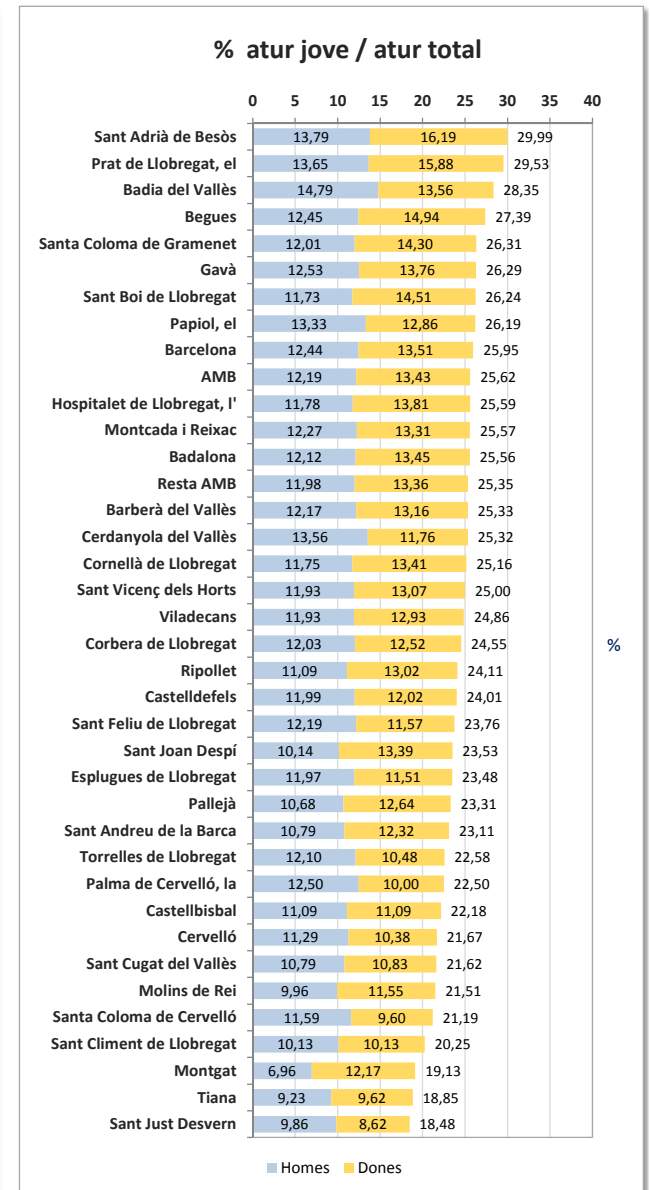 % atur jove / atur total
0 5 10 15 20 25 30 35 40
Sant Adrià de Besòs 13,79 16,19 29,99
Prat de Llobregat, el 13,65 15,88 29,53
Badia del Vallès 14,79 13,56 28,35
Begues 12,45 14,94 27,39
Santa Coloma de Gramenet 12,01 14,30 26,31
Gavà 12,53 13,76 26,29
Sant Boi de Llobregat 11,73 14,51 26,24
Papiol, el 13,33 12,86 26,19
Barcelona 12,44 13,51 25,95
AMB 12,19 13,43 25,62
Hospitalet de Llobregat, l' 11,78 13,81 25,59
Montcada i Reixac 12,27 13,31 25,57
Badalona 12,12 13,45 25,56
Resta AMB 11,98 13,36 25,35
Barberà del Vallès 12,17 13,16 25,33
Cerdanyola del Vallès 13,56 11,76 25,32
Cornellà de Llobregat 11,75 13,41 25,16
Sant Vicenç dels Horts 11,93 13,07 25,00
Viladecans 11,93 12,93 24,86
Corbera de Llobregat 12,03 12,52 24,55 %
Ripollet 11,09 13,02 24,11
Castelldefels 11,99 12,02 24,01
Sant Feliu de Llobregat 12,19 11,57 23,76
Sant Joan Despí 10,14 13,39 23,53
Esplugues de Llobregat 11,97 11,51 23,48
Pallejà 10,68 12,64 23,31
Sant Andreu de la Barca 10,79 12,32 23,11
Torrelles de Llobregat 12,10 10,48 22,58
Palma de Cervelló, la 12,50 10,00 22,50
Castellbisbal 11,09 11,09 22,18
Cervelló 11,29 10,38 21,67
Sant Cugat del Vallès 10,79 10,83 21,62
Molins de Rei 9,96 11,55 21,51
Santa Coloma de Cervelló 11,59 9,60 21,19
Sant Climent de Llobregat 10,13 10,13 20,25
Montgat 6,96 12,17 19,13
Tiana 9,23 9,62 18,85
Sant Just Desvern 9,86 8,62 18,48
Homes Dones